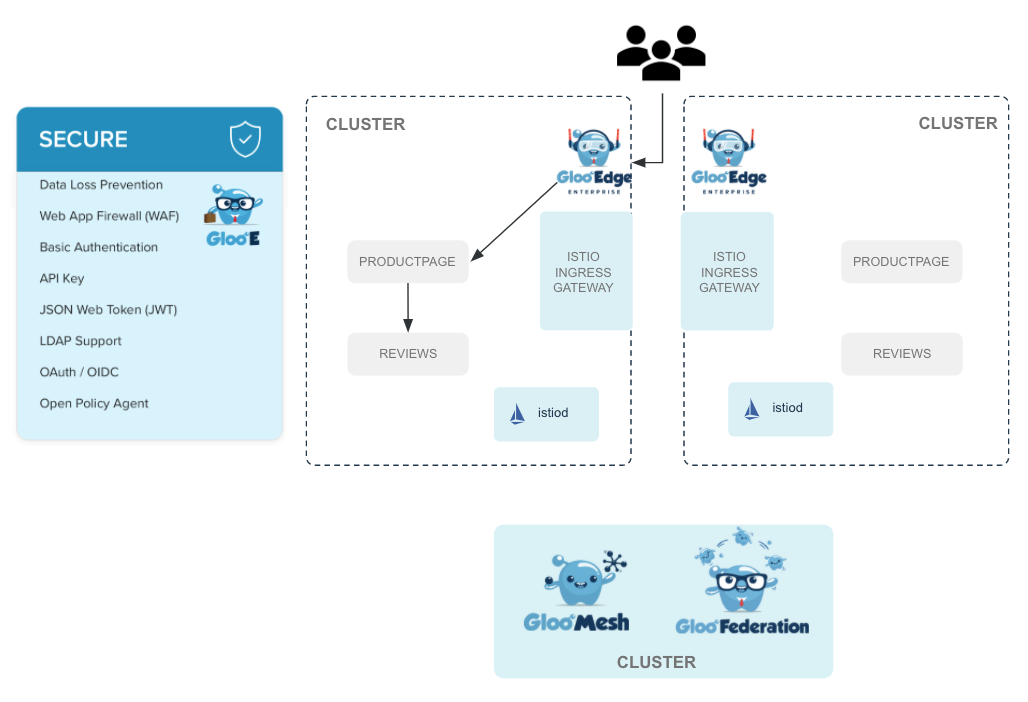 SECURE
Data Loss Prevention
Web App Firewall (WAF)
Basic Authentication
API Key
JSON Web Token (JWT)
LDAP Support
OAuth / OIDC
Open Policy Agent
Gloo E
CLUSTER
Gloo Edge
ENTERPRISE
ISTIO
INGRESS
GATEWAY
PRODUCTPAGE
REVIEWS
istiod
CLUSTER
Gloo Edge
ENTERPRISE
ISTIO
INGRESS
GATEWAY
PRODUCTPAGE
REVIEWS
istiod
Gloo Mesh
Gloo Federation
CLUSTER